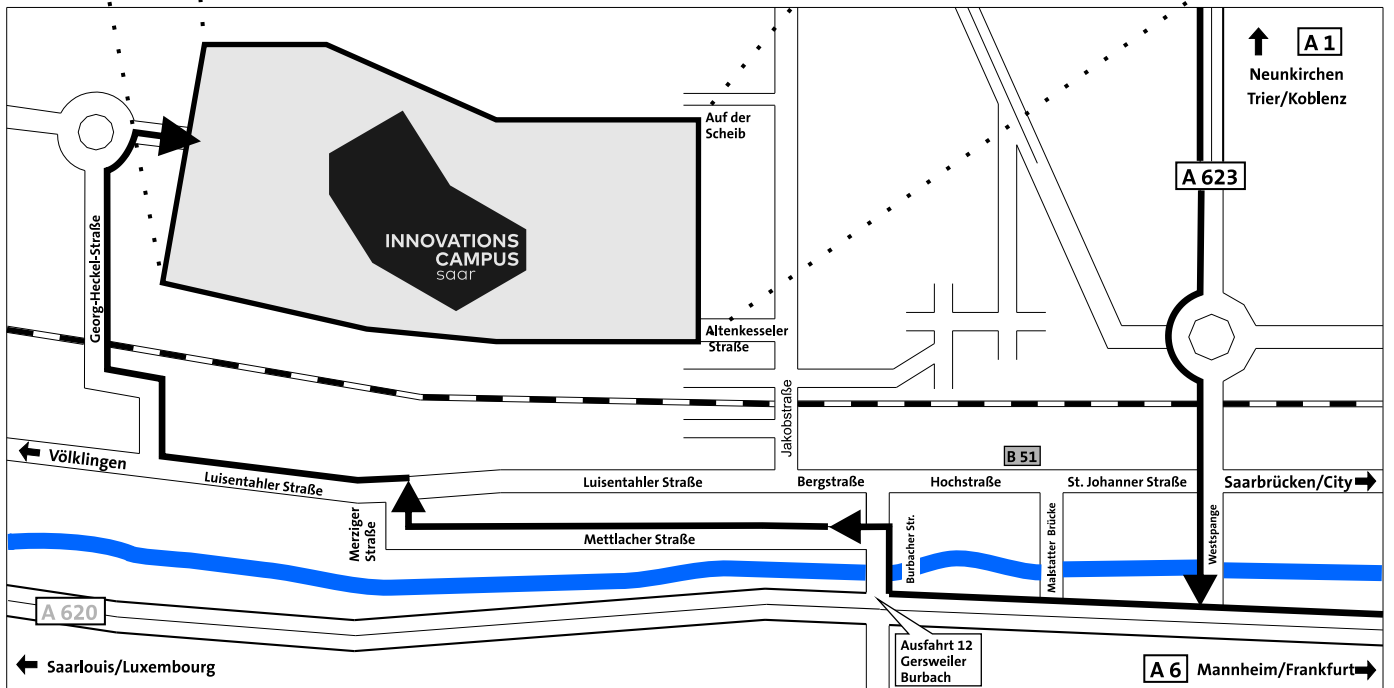 A 1
Neunkirchen
Trier/Koblenz
Auf der
Scheib
A 623
INNOVATIONS
CAMPUS
saar
Georg-Heckel-Straße
Altenkesseler
Straße
Jakobstraße
Völklingen
B 51
Luisentahler Straße
Luisentahler Straße
Bergstraße
Hochstraße
St. Johanner Straße
Saarbrücken/City
Merziger
Straße
Mettlacher Straße
Burbacher Str.
Malstatter Brücke
Westspange
A 620
Ausfahrt 12
Gersweiler
Burbach
Saarlouis/Luxembourg
A 6
Mannheim/Frankfurt